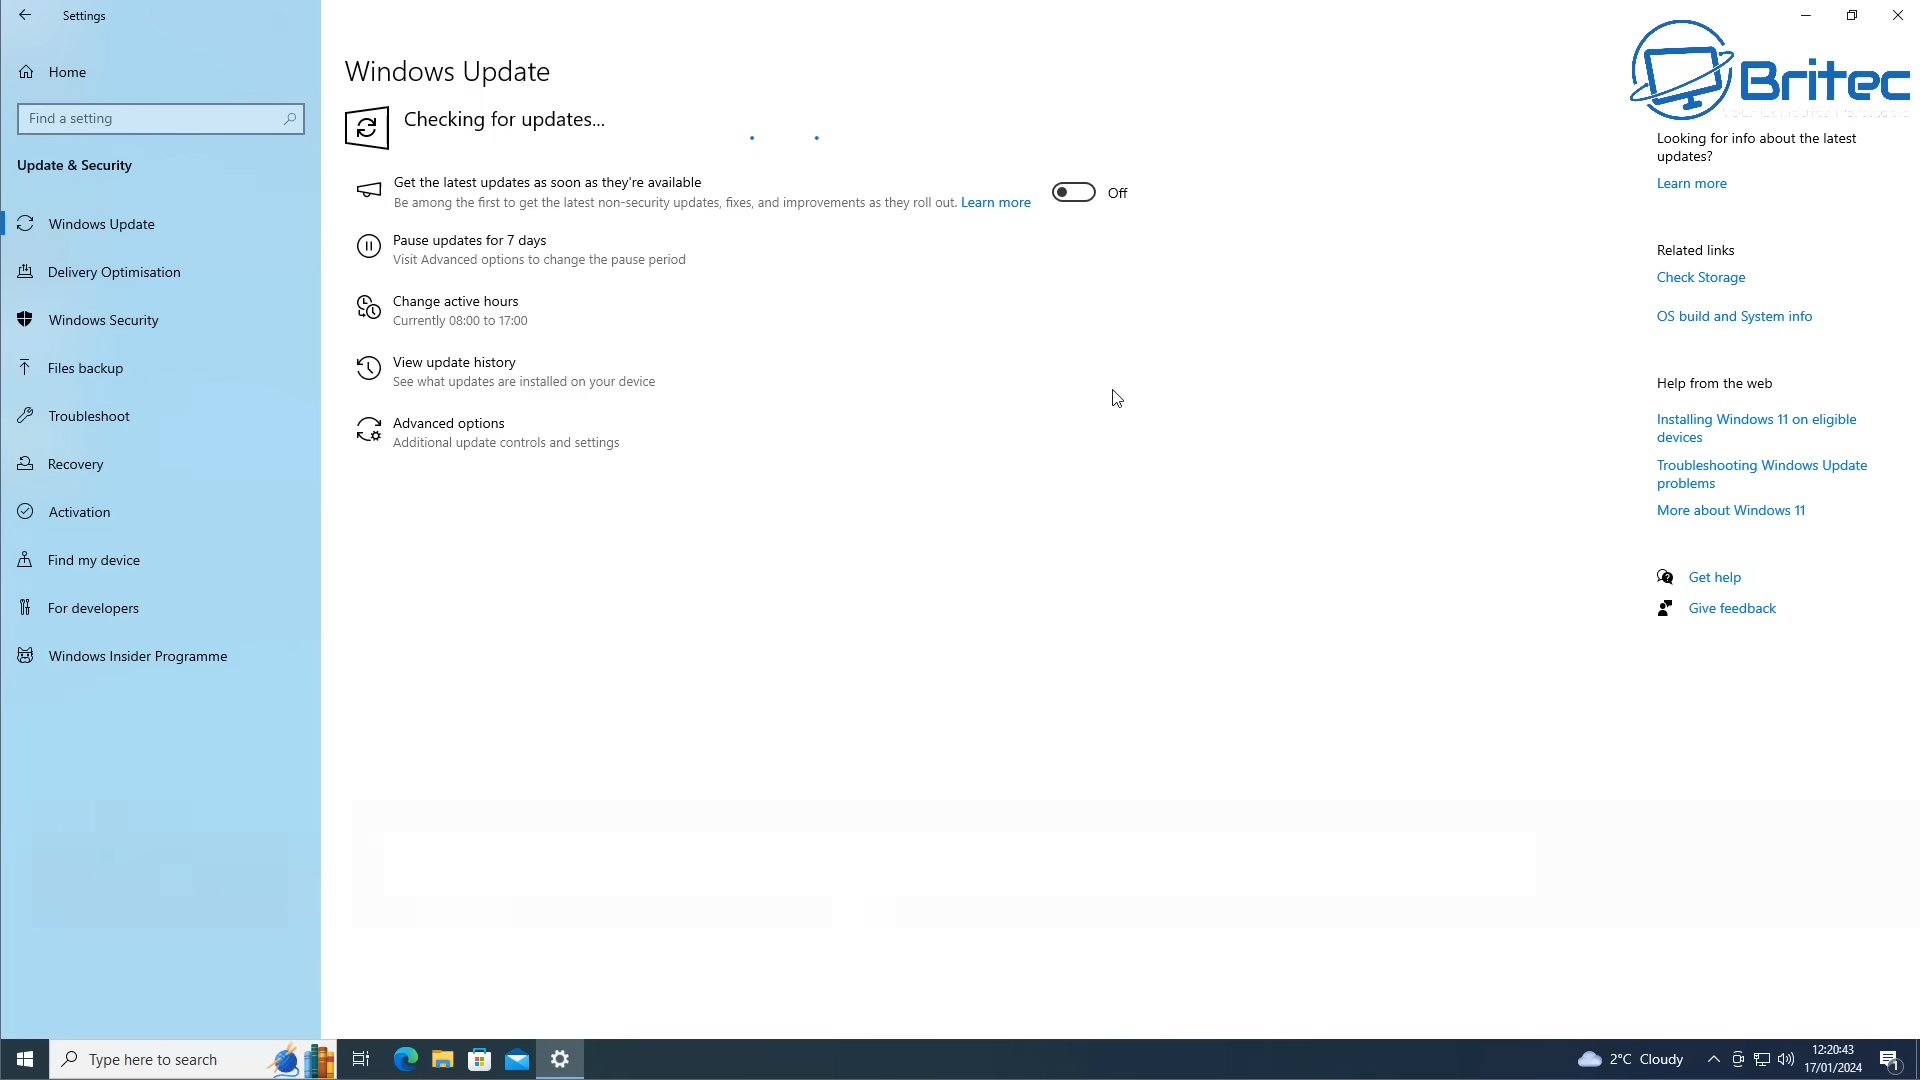 Settings
Home
Find a setting
Update & Security
Windows Update
Delivery Optimisation
Windows Security
Files backup
Troubleshoot
Recovery
Activation
Find my device
For developers
Windows Insider Programme
Windows Update
Checking for updates...
Get the latest updates as soon as they're available
Be among the first to get the latest non-security updates, fixes, and improvements as they roll out. Learn more
Off
Pause updates for 7 days
Visit Advanced options to change the pause period
Change active hours
Currently 08:00 to 17:00
View update history
See what updates are installed on your device
Advanced options
Additional update controls and settings
Britec
Looking for info about the latest
updates?
Learn more
Related links
Check Storage
OS build and System info
Help from the web
Installing Windows 11 on eligible
devices
Troubleshooting Windows Update
problems
More about Windows 11
Get help
Give feedback
Type here to search
2°C Cloudy
12:20:43
17/01/2024
1